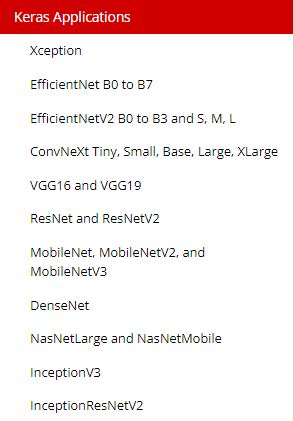 Keras Applications
Xception
EfficientNet B0 to B7
EfficientNetV2 B0 to B3 and S, M, L
ConvNeXt Tiny, Small, Base, Large, XLarge
VGG16 and VGG19
ResNet and ResNetV2
MobileNet, MobileNetV2, and
MobileNetV3
DenseNet
NasNetLarge and NasNetMobile
InceptionV3
InceptionResNetV2